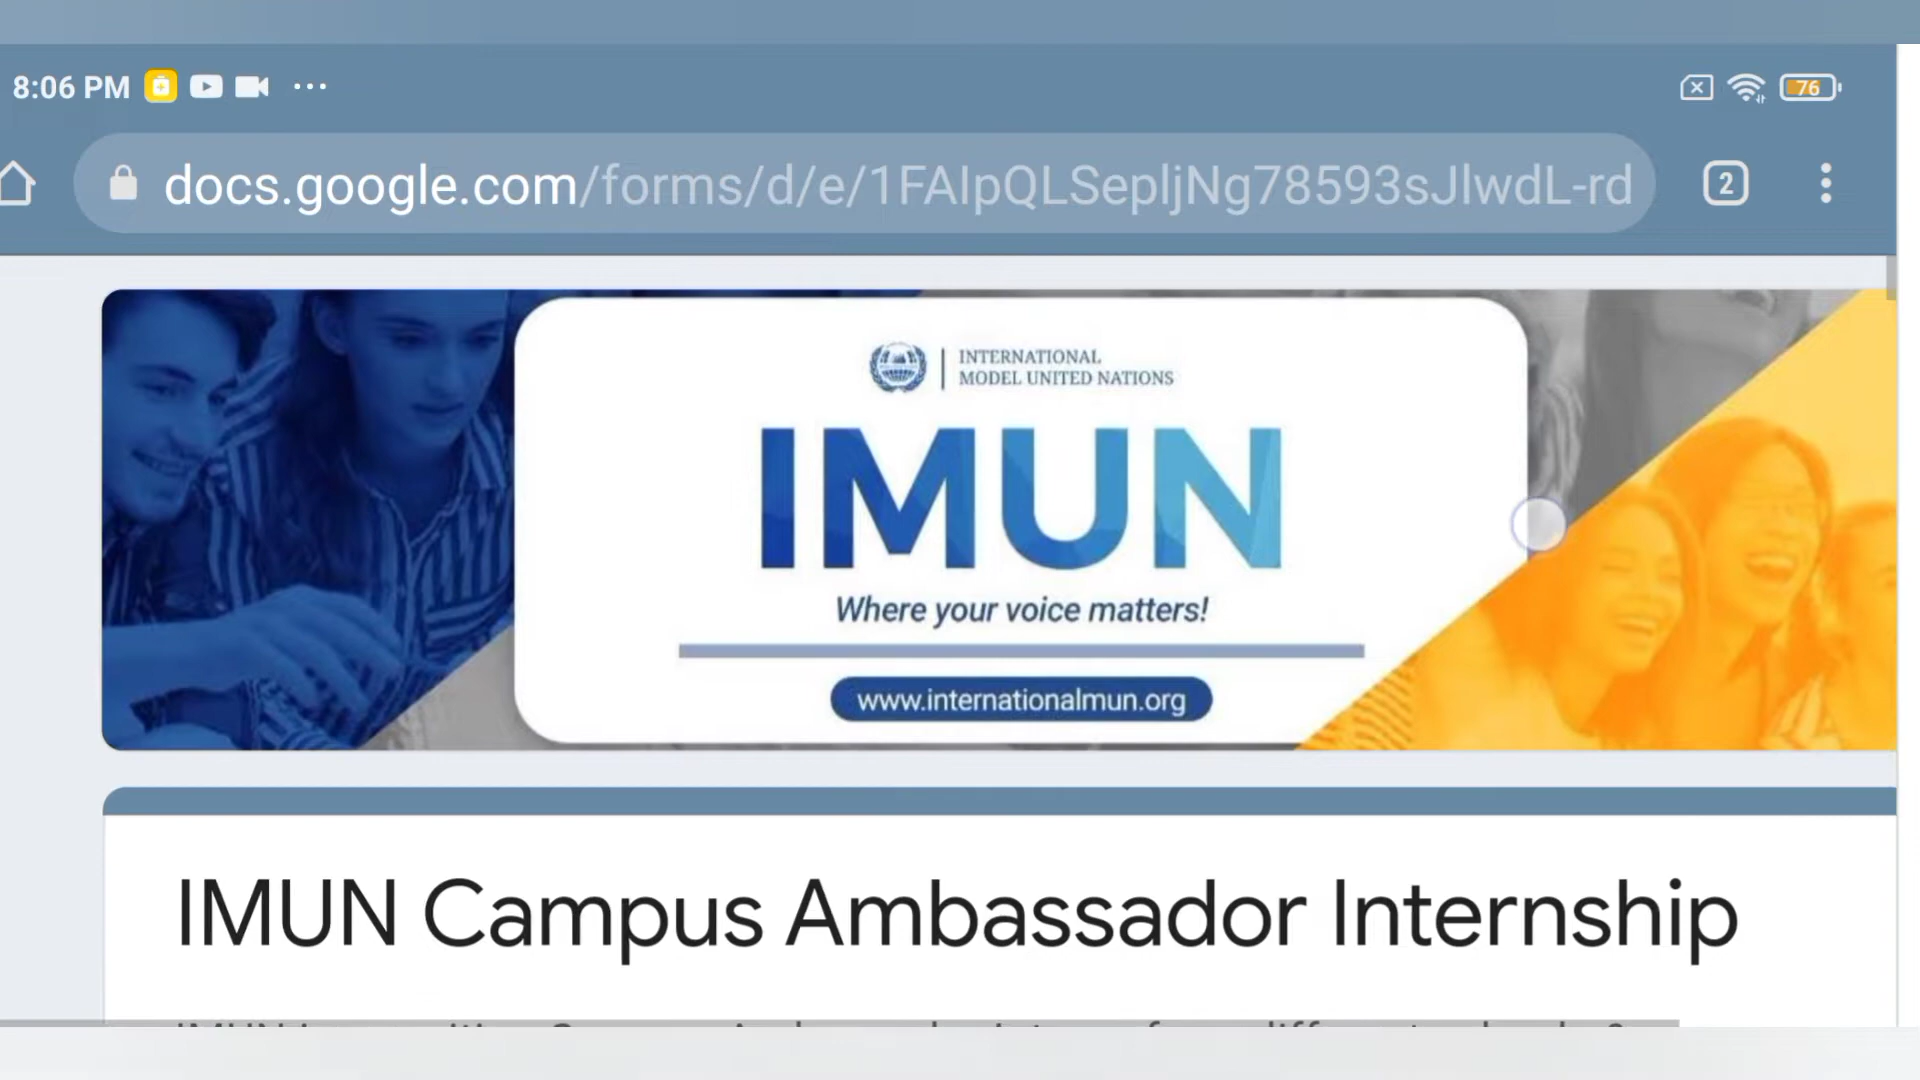 8:06 PM
76
docs.google.com/forms/d/e/1FAIpQLSepljNg78593sJlwdL-rd
2
INTERNATIONAL
MODEL UNITED NATIONS
IMUN
Where your voice matters!
www.internationalmun.org
IMUN Campus Ambassador Internship